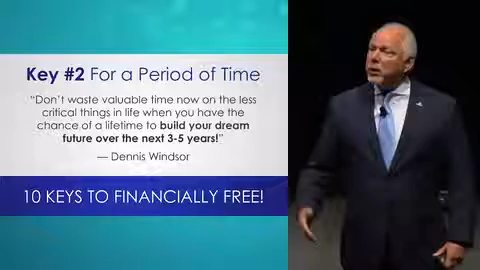 Key #2 For a Period of Time
“Don’t waste valuable time now on the less
critical things in life when you have the
chance of a lifetime to build your dream
future over the next 3-5 years!”
— Dennis Windsor
10 KEYS TO FINANCIALLY FREE!